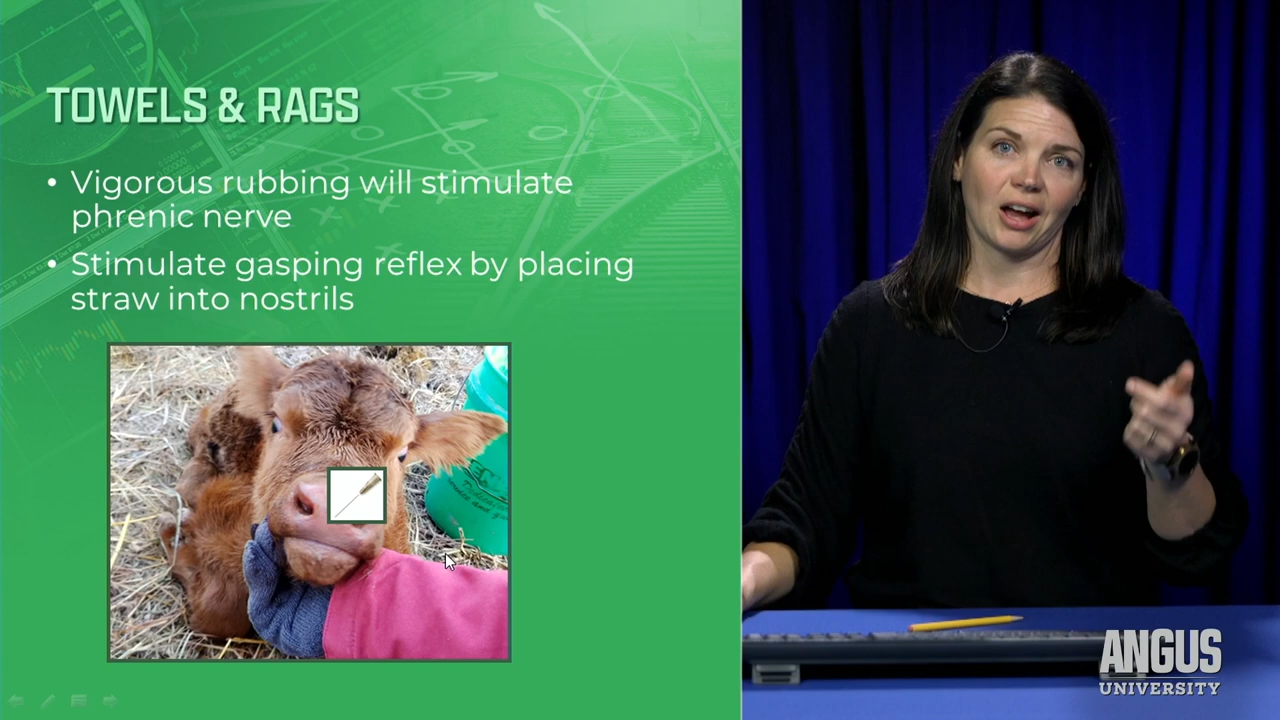 TOWELS & RAGS
• Vigorous rubbing will stimulate
phrenic nerve
• Stimulate gasping reflex by placing
straw into nostrils
ANGUS
UNIVERSITY